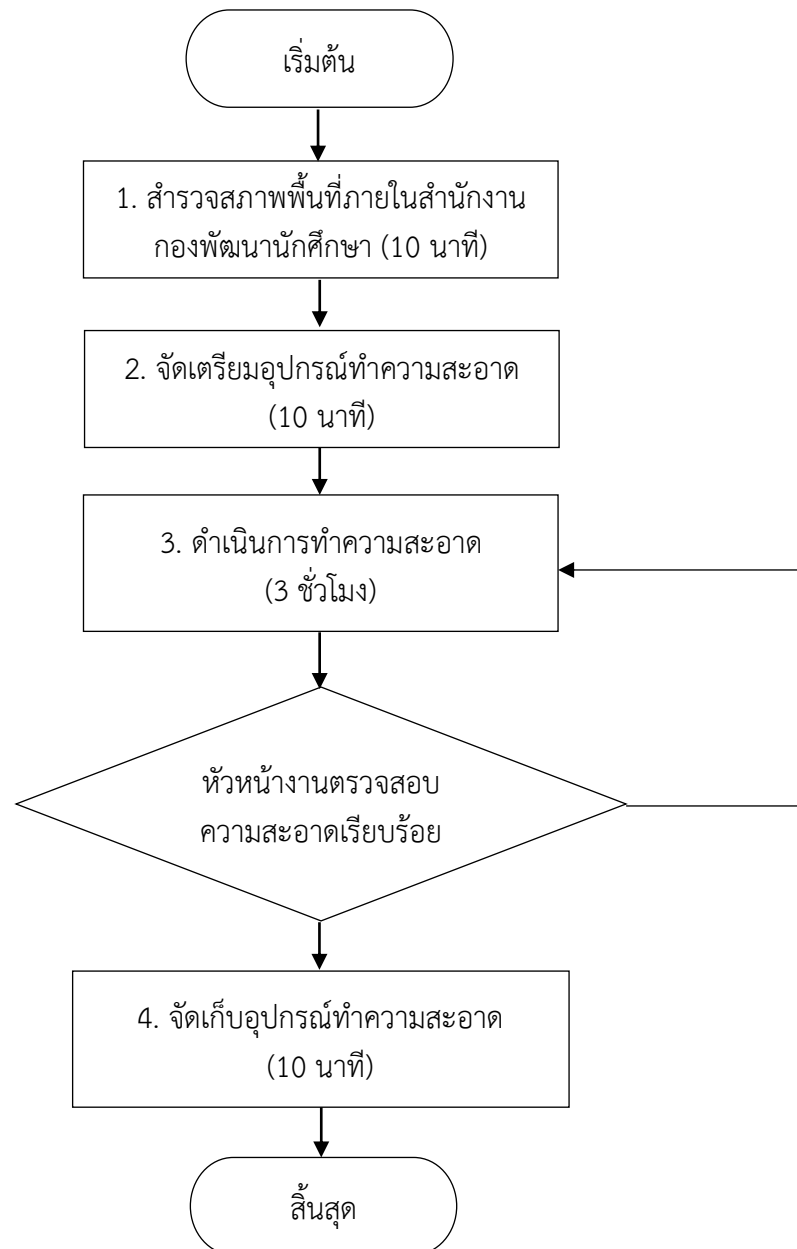 เริ่มต้น
1. สำรวจสภาพพื้นที่ภายในสำนักงาน
กองพัฒนานักศึกษา (10 นาที)
2. จัดเตรียมอุปกรณ์ทำความสะอาด
(10 นาที)
3. ดำเนินการทำความสะอาด
(3 ชั่วโมง)
หัวหน้างานตรวจสอบ
ความสะอาดเรียบร้อย
4. จัดเก็บอุปกรณ์ทำความสะอาด
(10 นาที)
สิ้นสุด